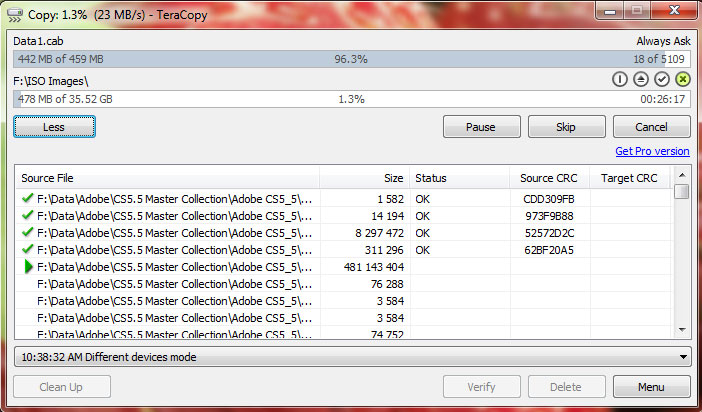 Copy: 1.3% (23 MB/s) - TeraCopy
Data1.cab Always Ask
442 MB of 459 MB 96.3% 18 of 5109
F:\ISO Images\
478 MB of 35.52 GB 1.3% 00:26:17
Less Pause Skip Cancel
Get Pro version
Source File Size Status Source CRC Target CRC
F:\Data\Adobe\CS5.5 Master Collection\Adobe CS5_5\... 1 582 OK CDD309FB
F:\Data\Adobe\CS5.5 Master Collection\Adobe CS5_5\... 14 194 OK 973F9B88
F:\Data\Adobe\CS5.5 Master Collection\Adobe CS5_5\... 8 297 472 OK 52572D2C
F:\Data\Adobe\CS5.5 Master Collection\Adobe CS5_5\... 311 296 OK 62BF20A5
F:\Data\Adobe\CS5.5 Master Collection\Adobe CS5_5\... 481 143 404
F:\Data\Adobe\CS5.5 Master Collection\Adobe CS5_5\... 76 288
F:\Data\Adobe\CS5.5 Master Collection\Adobe CS5_5\... 3 584
F:\Data\Adobe\CS5.5 Master Collection\Adobe CS5_5\... 3 584
F:\Data\Adobe\CS5.5 Master Collection\Adobe CS5_5\... 74 752
10:38:32 AM Different devices mode
Clean Up Verify Delete Menu